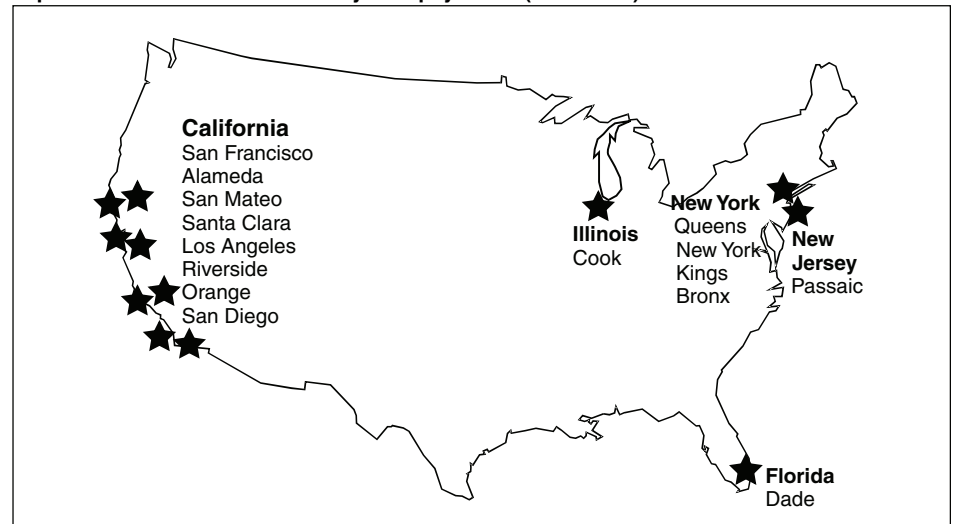 California
San Francisco
Alameda
San Mateo
Santa Clara
Los Angeles
Riverside
Orange
San Diego
Illinois
Cook
New York
Queens
New York
Kings
Bronx
New
Jersey
Passaic
Florida
Dade